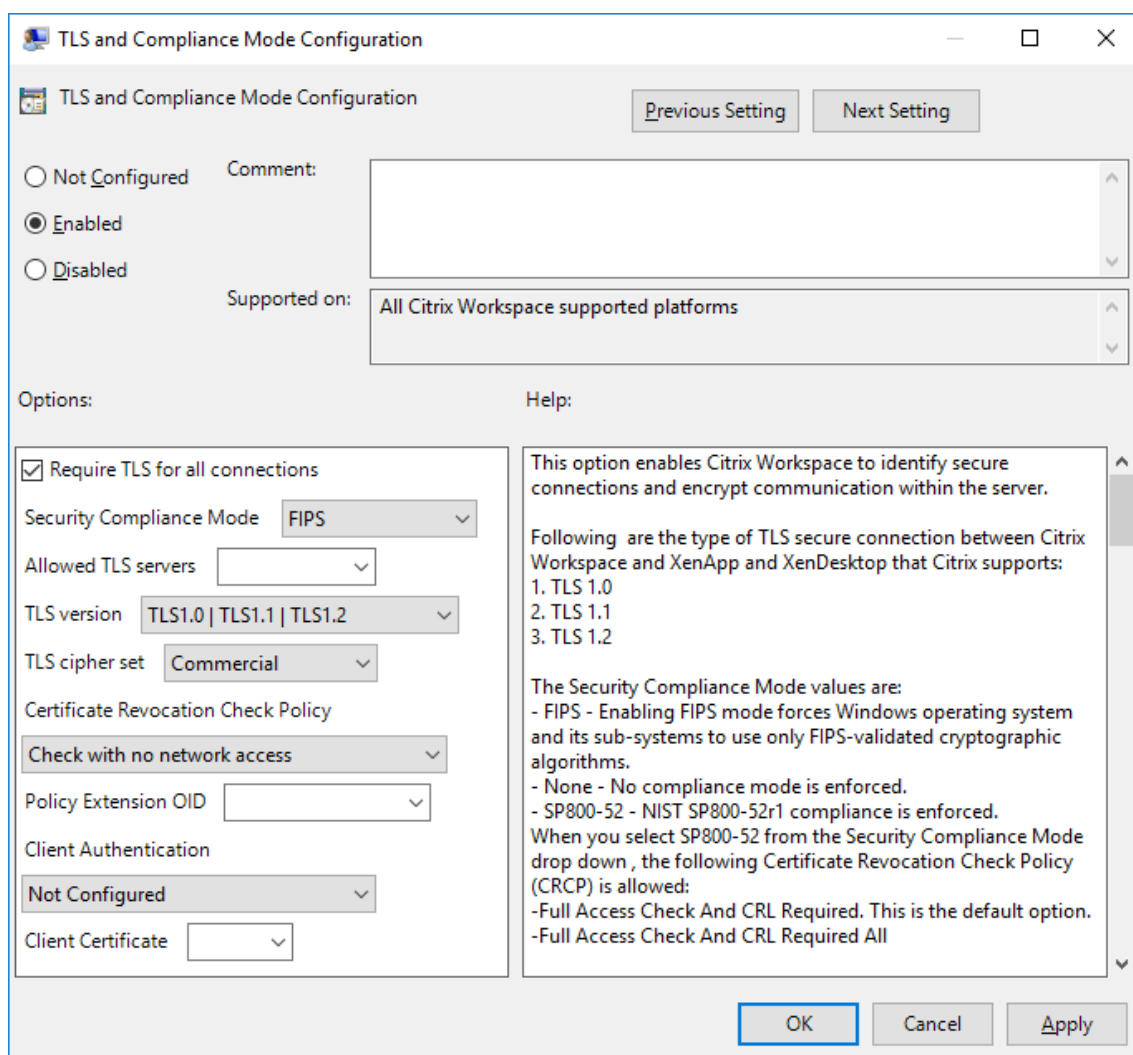 TLS and Compliance Mode Configuration
TLS and Compliance Mode Configuration
Previous Setting
Next Setting
Not Configured
Comment:
Enabled
Disabled
Supported on:
All Citrix Workspace supported platforms
Options:
Help:
Require TLS for all connections
Security Compliance Mode
FIPS
Allowed TLS servers
TLS version
TLS1.0 | TLS1.1 | TLS1.2
TLS cipher set
Commercial
Certificate Revocation Check Policy
Check with no network access
Policy Extension OID
Client Authentication
Not Configured
Client Certificate
This option enables Citrix Workspace to identify secure
connections and encrypt communication within the server.
Following are the type of TLS secure connection between Citrix
Workspace and XenApp and XenDesktop that Citrix supports:
1. TLS 1.0
2. TLS 1.1
3. TLS 1.2
The Security Compliance Mode values are:
- FIPS - Enabling FIPS mode forces Windows operating system
and its sub-systems to use only FIPS-validated cryptographic
algorithms.
- None - No compliance mode is enforced.
- SP800-52 - NIST SP800-52r1 compliance is enforced.
When you select SP800-52 from the Security Compliance Mode
drop down , the following Certificate Revocation Check Policy
(CRCP) is allowed:
-Full Access Check And CRL Required. This is the default option.
-Full Access Check And CRL Required All
OK
Cancel
Apply